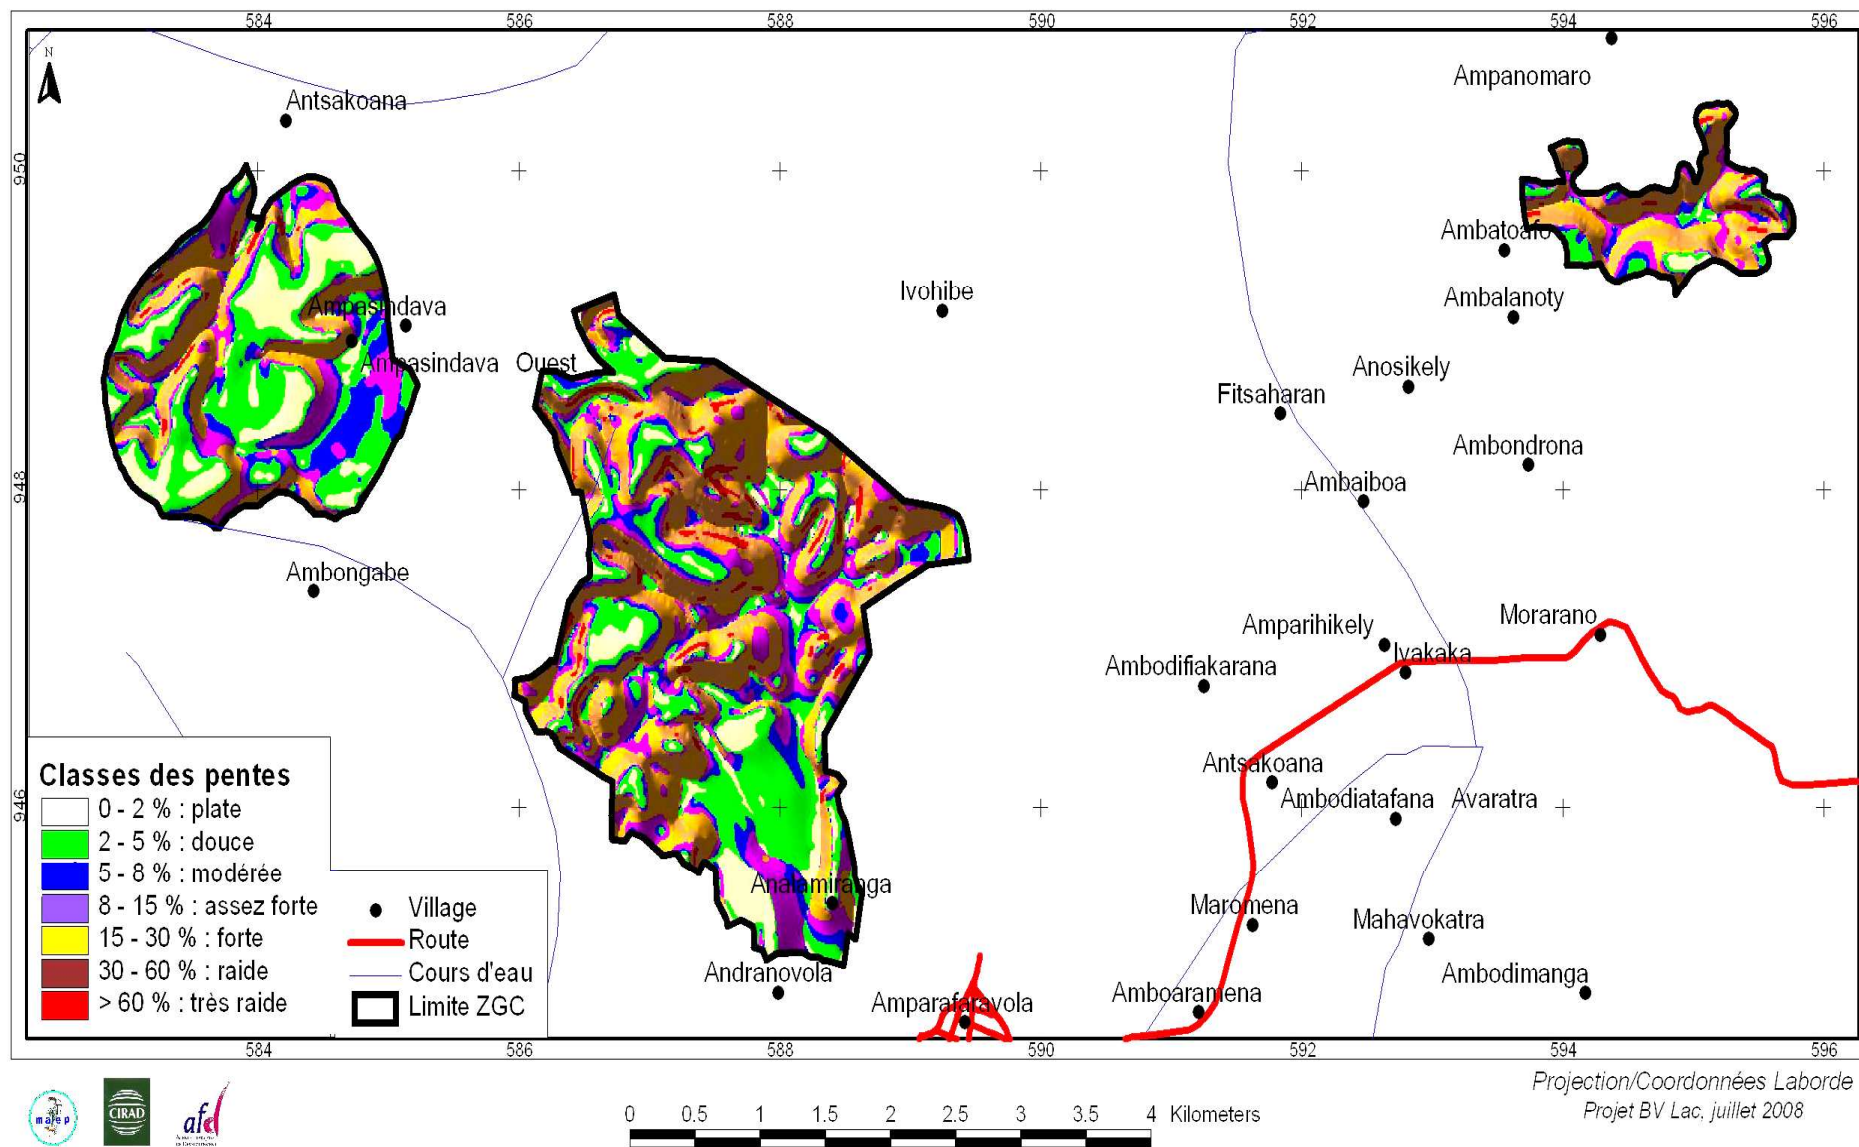 584 586 588 590 592 594 596
N
Ampanomaro
Antsakoana
950
Ambatoafo
Ivohibe
Ambalanoty
Ampasindava
Ampasindava Ouest
Anosikely
Fitsaharan
Ambondrona
Ambaiboa
948
Ambongabe
Morarano
Amparihikely
Ivakaka
Ambodifiakarana
Antsakoana
Ambodiatafana Avaratra
946
Analamiranga
Maromena
Mahavokatra
Andranovola
Ambodimanga
Amboaramena
Amparafaravola
Classes des pentes
0 - 2 % : plate
2 - 5 % : douce
5 - 8 % : modérée
8 - 15 % : assez forte
15 - 30 % : forte
30 - 60 % : raide
> 60 % : très raide
Village
Route
Cours d'eau
Limite ZGC
584 586 588 590 592 594 596
maep
CIRAD
afd
0 0.5 1 1.5 2 2.5 3 3.5 4 Kilometers
Projection/Coordonnées Laborde
Projet BV Lac, juillet 2008